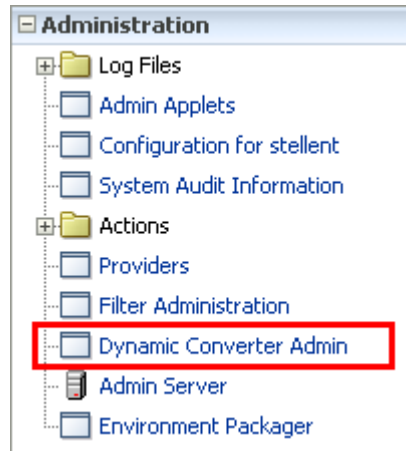 Administration
Log Files
Admin Applets
Configuration for stellent
System Audit Information
Actions
Providers
Filter Administration
Dynamic Converter Admin
Admin Server
Environment Packager